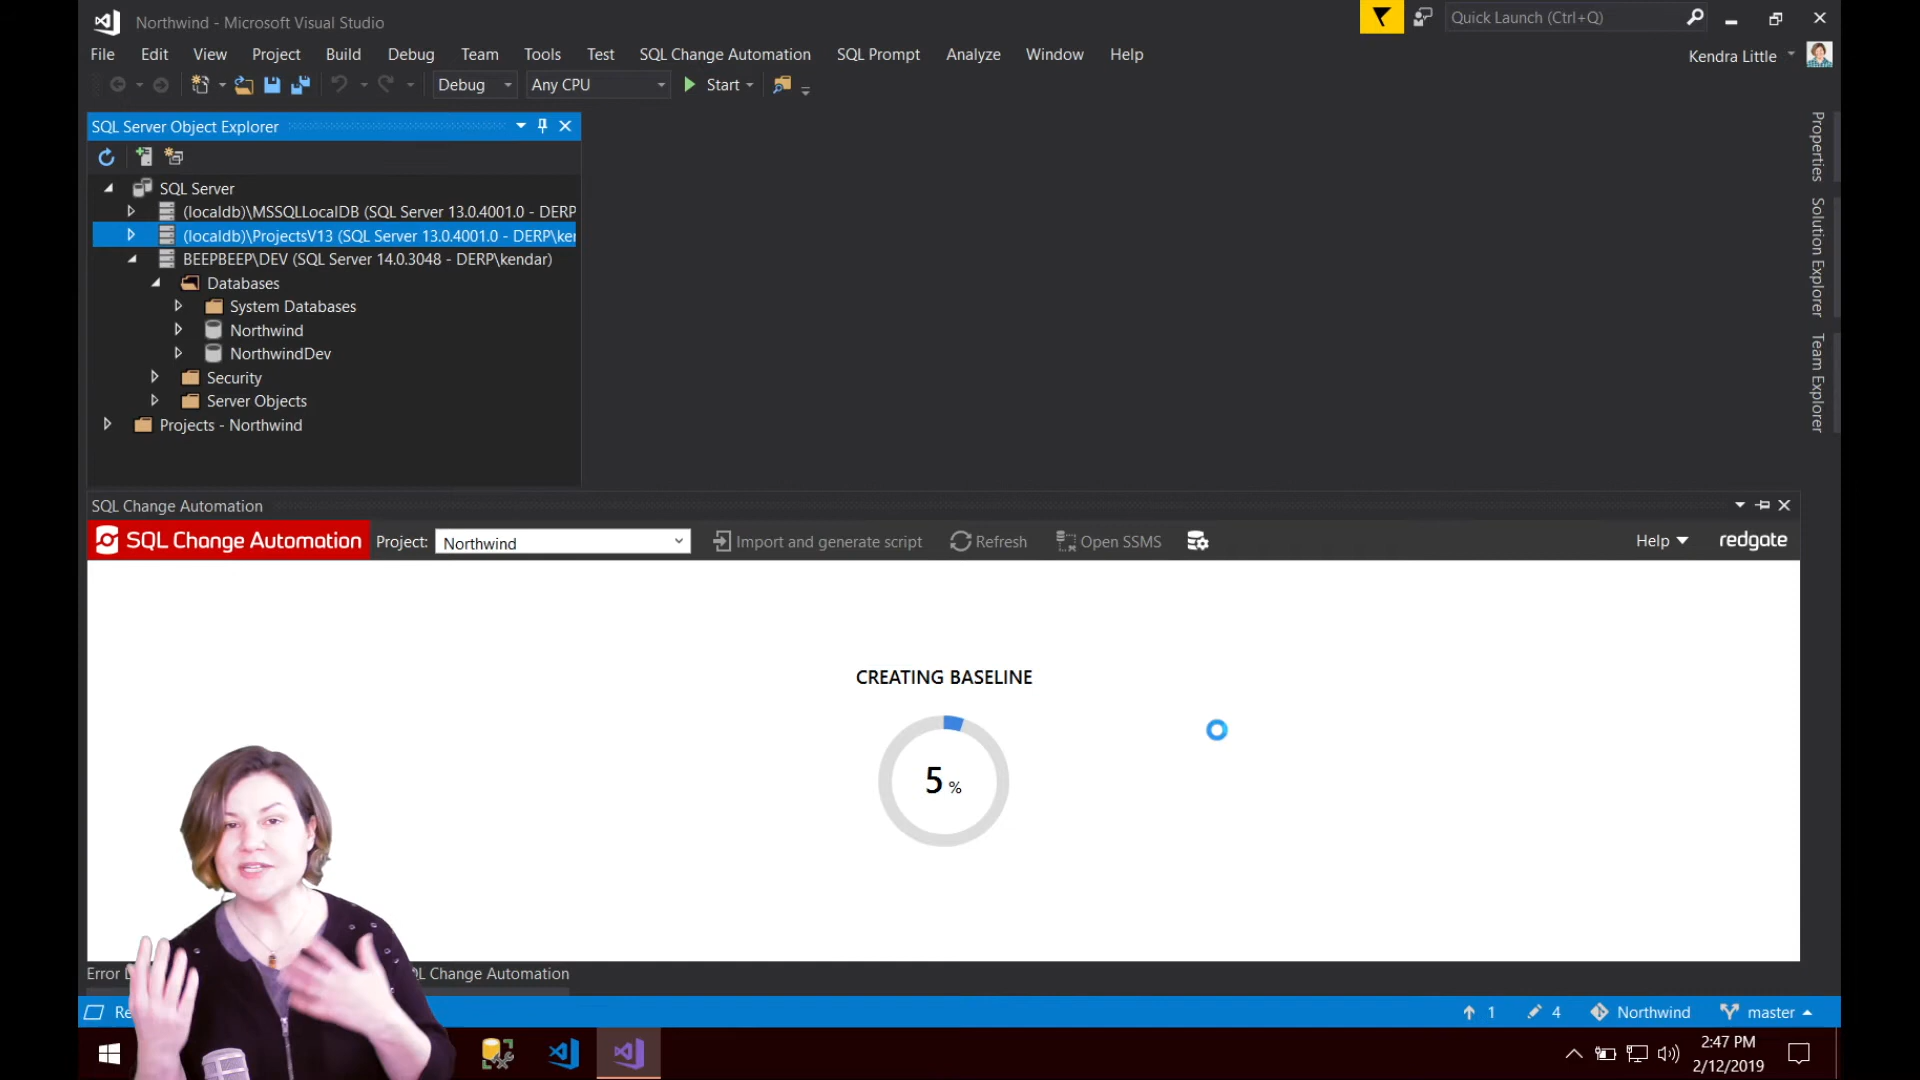 Northwind - Microsoft Visual Studio
Quick Launch (Ctrl+Q)
File Edit View Project Build Debug Team Tools Test SQL Change Automation SQL Prompt Analyze Window Help
Kendra Little
Debug Any CPU Start
SQL Server Object Explorer
SQL Server
(localdb)\MSSQLLocalDB (SQL Server 13.0.4001.0 - DERP
(localdb)\ProjectsV13 (SQL Server 13.0.4001.0 - DERP\ke
BEEPBEEP\DEV (SQL Server 14.0.3048 - DERP\kendar)
Databases
System Databases
Northwind
NorthwindDev
Security
Server Objects
Projects - Northwind
Properties
Solution Explorer
Team Explorer
SQL Change Automation
SQL Change Automation Project: Northwind Import and generate script Refresh Open SSMS Help redgate
CREATING BASELINE
5 %
Error SQL Change Automation
Re 1 4 Northwind master
2:47 PM
2/12/2019